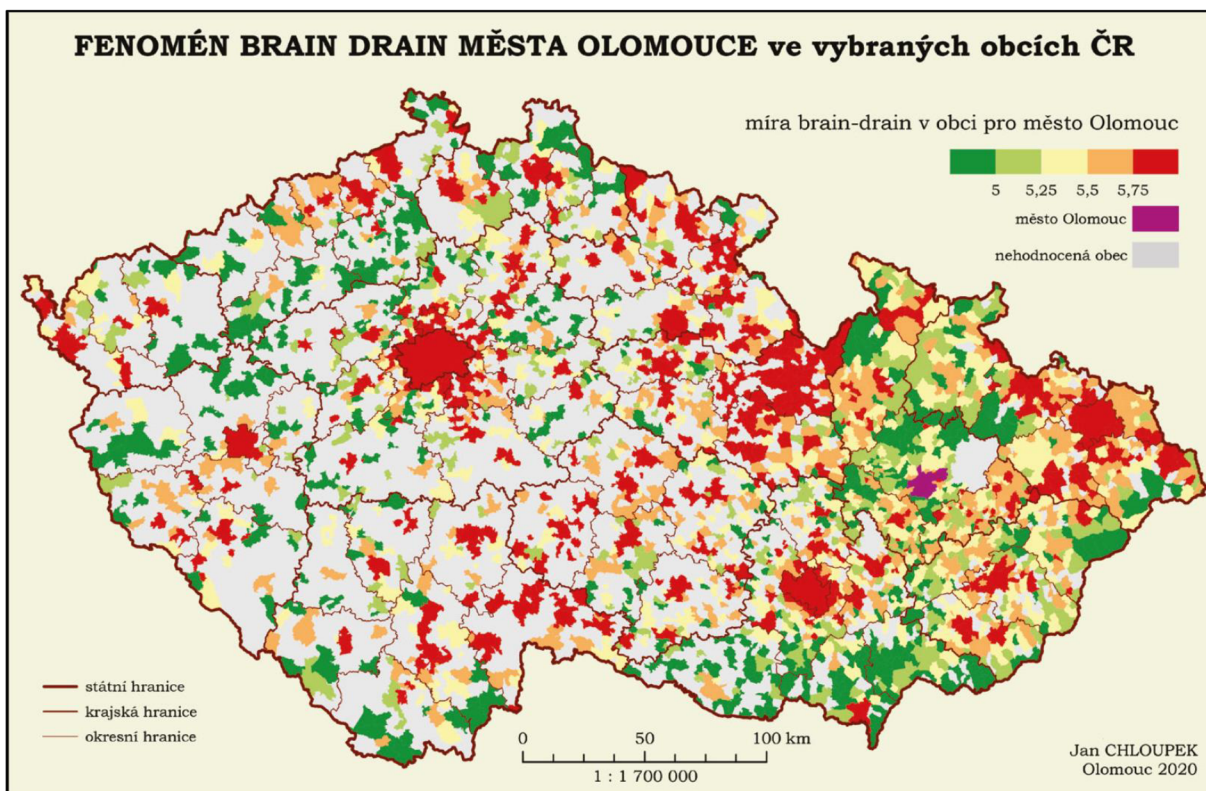 FENOMÉN BRAIN DRAIN MĚSTA OLOMOUCE ve vybraných obcích ČR
míra brain-drain v obci pro město Olomouc
5 5,25 5,5 5,75
město Olomouc
nehodnocená obec
státní hranice
krajská hranice
okresní hranice
0 50 100 km
1 : 1 700 000
Jan CHLOUPEK
Olomouc 2020